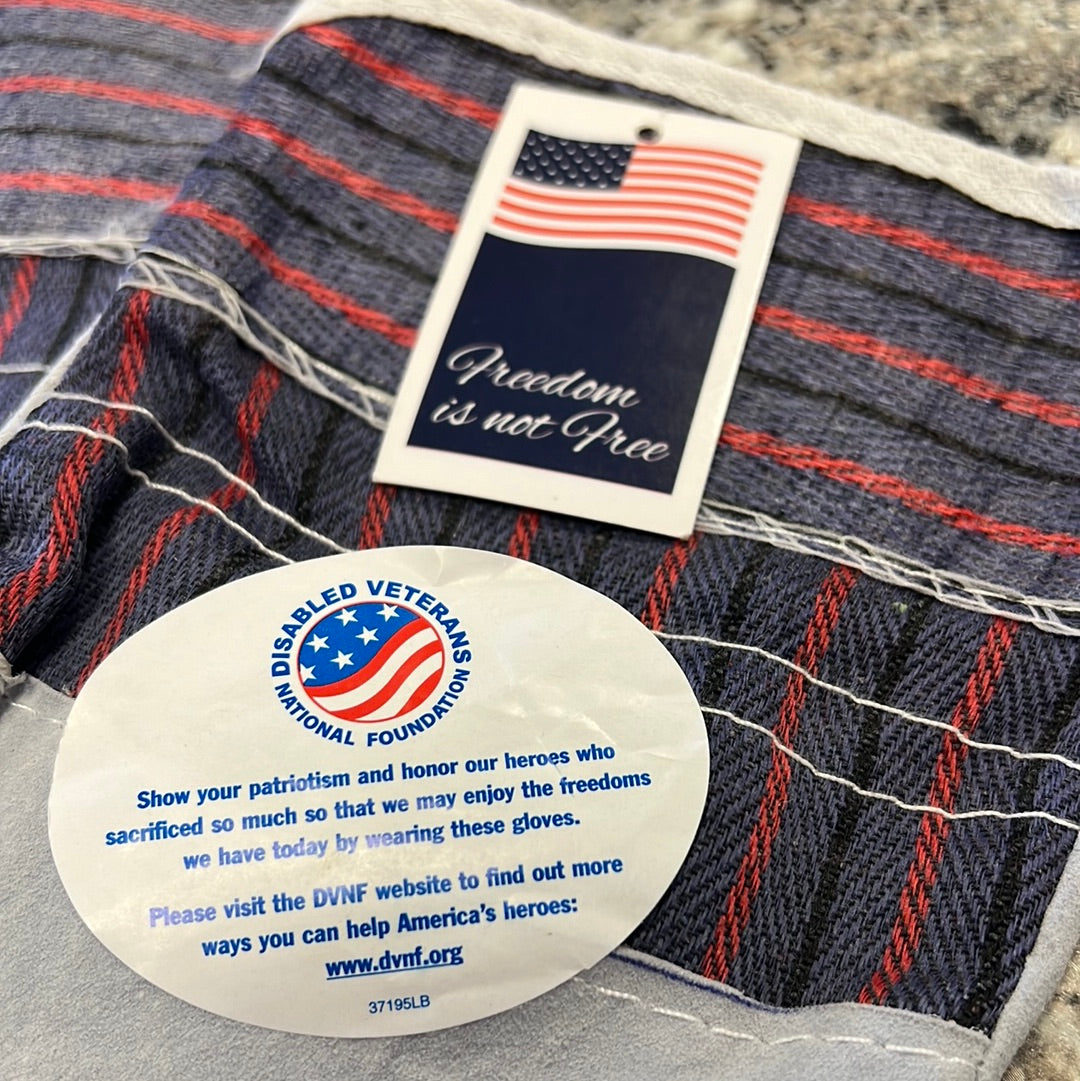 Freedom
is not Free
DISABLED VETERANS
NATIONAL FOUNDATION
Show your patriotism and honor our heroes who
sacrificed so much so that we may enjoy the freedoms
we have today by wearing these gloves.
Please visit the DVNF website to find out more
ways you can help America's heroes:
www.dvnf.org
37195LB